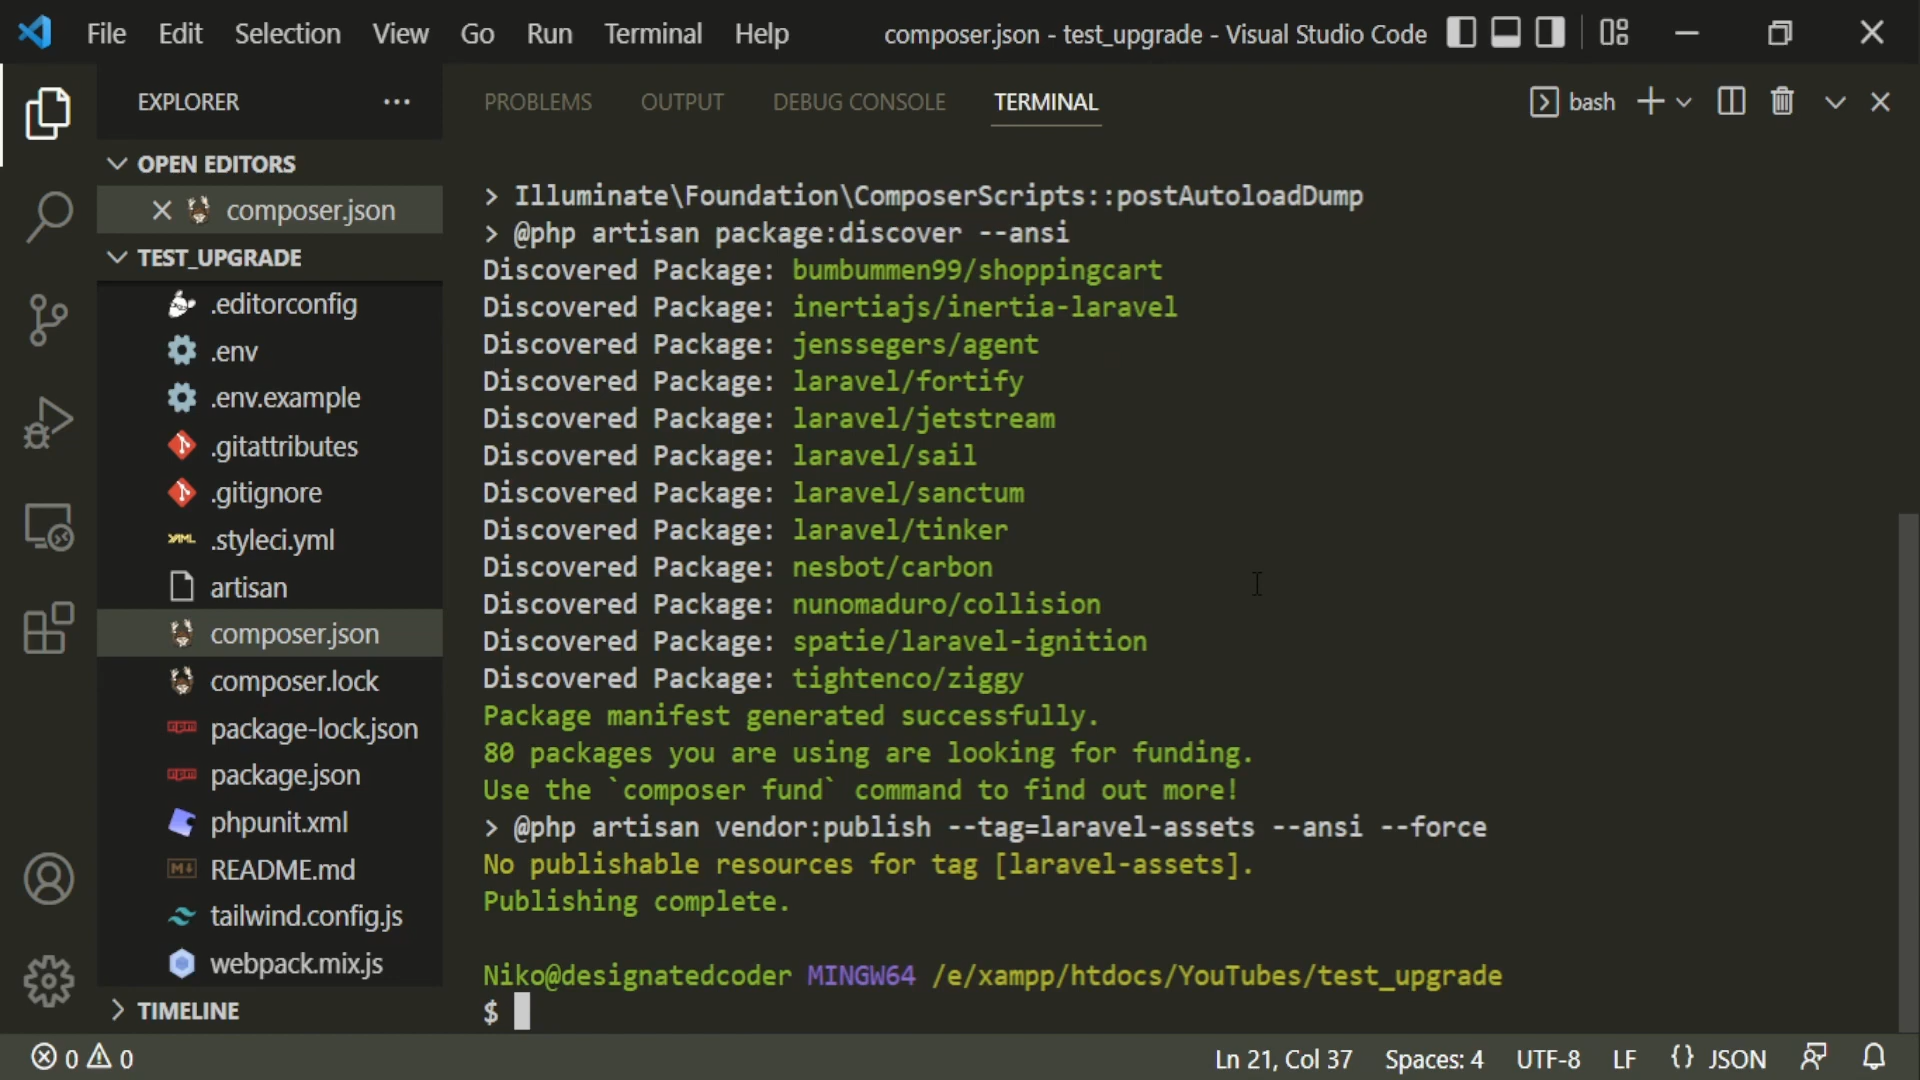 File Edit Selection View Go Run Terminal Help composer.json - test_upgrade - Visual Studio Code
EXPLORER
OPEN EDITORS
composer.json
TEST_UPGRADE
.editorconfig
.env
.env.example
.gitattributes
.gitignore
.styleci.yml
artisan
composer.json
composer.lock
package-lock.json
package.json
phpunit.xml
README.md
tailwind.config.js
webpack.mix.js
TIMELINE
PROBLEMS OUTPUT DEBUG CONSOLE TERMINAL bash
> Illuminate\Foundation\ComposerScripts::postAutoloadDump
> @php artisan package:discover --ansi
Discovered Package: bumbummen99/shoppingcart
Discovered Package: inertiajs/inertia-laravel
Discovered Package: jenssegers/agent
Discovered Package: laravel/fortify
Discovered Package: laravel/jetstream
Discovered Package: laravel/sail
Discovered Package: laravel/sanctum
Discovered Package: laravel/tinker
Discovered Package: nesbot/carbon
Discovered Package: nunomaduro/collision
Discovered Package: spatie/laravel-ignition
Discovered Package: tightenco/ziggy
Package manifest generated successfully.
80 packages you are using are looking for funding.
Use the `composer fund` command to find out more!
> @php artisan vendor:publish --tag=laravel-assets --ansi --force
No publishable resources for tag [laravel-assets].
Publishing complete.
Niko@designatedcoder MINGW64 /e/xampp/htdocs/YouTubes/test_upgrade
$
0 0 Ln 21, Col 37 Spaces: 4 UTF-8 LF {} JSON